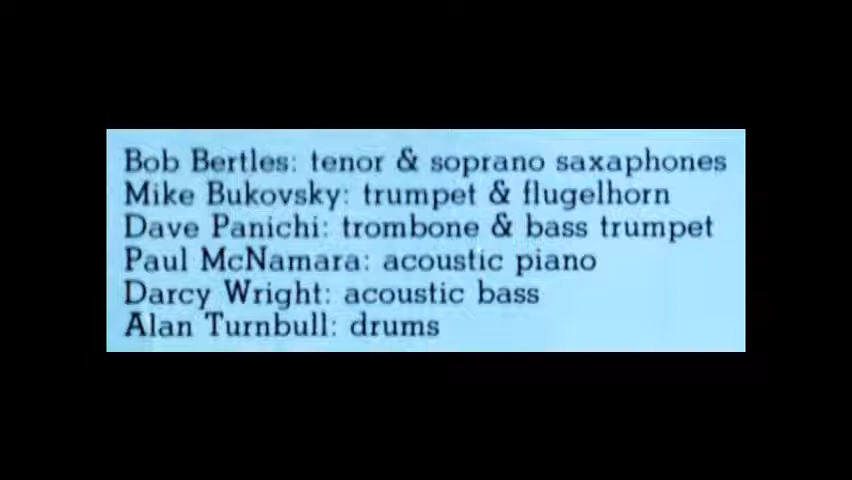 Bob Bertles: tenor & soprano saxaphones
Mike Bukovsky: trumpet & flugelhorn
Dave Panichi: trombone & bass trumpet
Paul McNamara: acoustic piano
Darcy Wright: acoustic bass
Alan Turnbull: drums